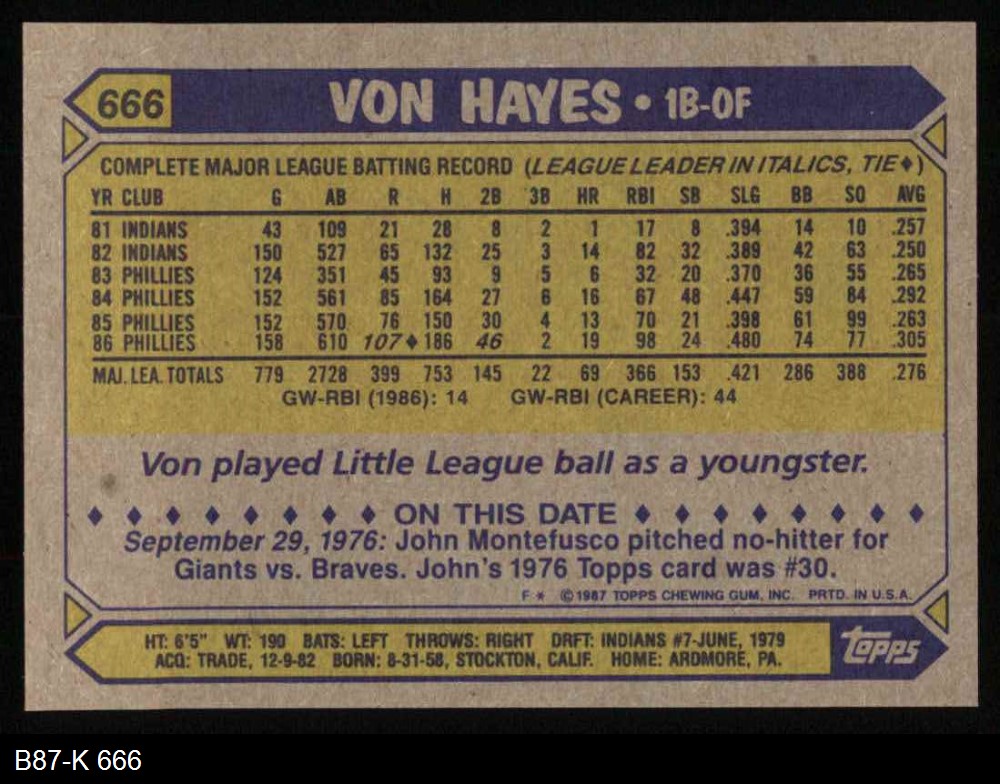 666 VON HAYES • 1B-OF
COMPLETE MAJOR LEAGUE BATTING RECORD (LEAGUE LEADER IN ITALICS, TIE♦)
YR CLUB G AB R H 2B 3B HR RBI SB SLG BB SO AVG
81 INDIANS 43 109 21 28 8 2 1 17 8 .394 14 10 .257
82 INDIANS 150 527 65 132 25 3 14 82 32 .389 42 63 .250
83 PHILLIES 124 351 45 93 9 5 6 32 20 .370 36 55 .265
84 PHILLIES 152 561 85 164 27 6 16 67 48 .447 59 84 .292
85 PHILLIES 152 570 76 150 30 4 13 70 21 .398 61 99 .263
86 PHILLIES 158 610 107♦ 186 46 2 19 98 24 .480 74 77 .305
MAJ. LEA. TOTALS 779 2728 399 753 145 22 69 366 153 .421 286 388 .276
GW-RBI (1986): 14 GW-RBI (CAREER): 44
Von played Little League ball as a youngster.
♦ ♦ ♦ ♦ ♦ ♦ ♦ ♦ ON THIS DATE ♦ ♦ ♦ ♦ ♦ ♦ ♦ ♦
September 29, 1976: John Montefusco pitched no-hitter for
Giants vs. Braves. John's 1976 Topps card was #30.
F * ©1987 TOPPS CHEWING GUM, INC. PRTD. IN U.S.A.
HT: 6'5" WT: 190 BATS: LEFT THROWS: RIGHT DRFT: INDIANS #7-JUNE, 1979
ACQ: TRADE, 12-9-82 BORN: 8-31-58, STOCKTON, CALIF. HOME: ARDMORE, PA.
topps
B87-K 666